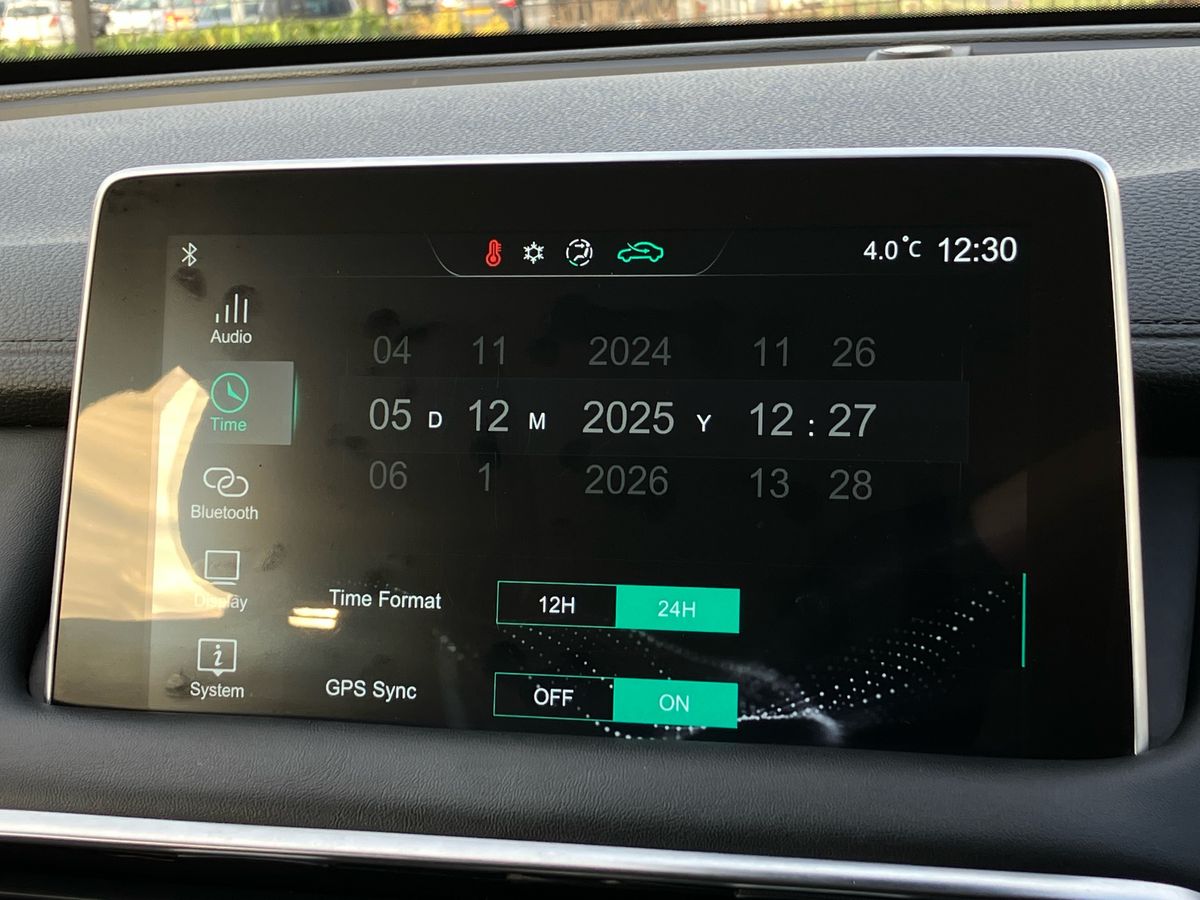 4.0°C 12:30
Audio
04 11 2024 11 26
05 D 12 M 2025 Y 12 : 27
Time
06 1 2026 13 28
Bluetooth
Display
Time Format 12H 24H
System
GPS Sync OFF ON